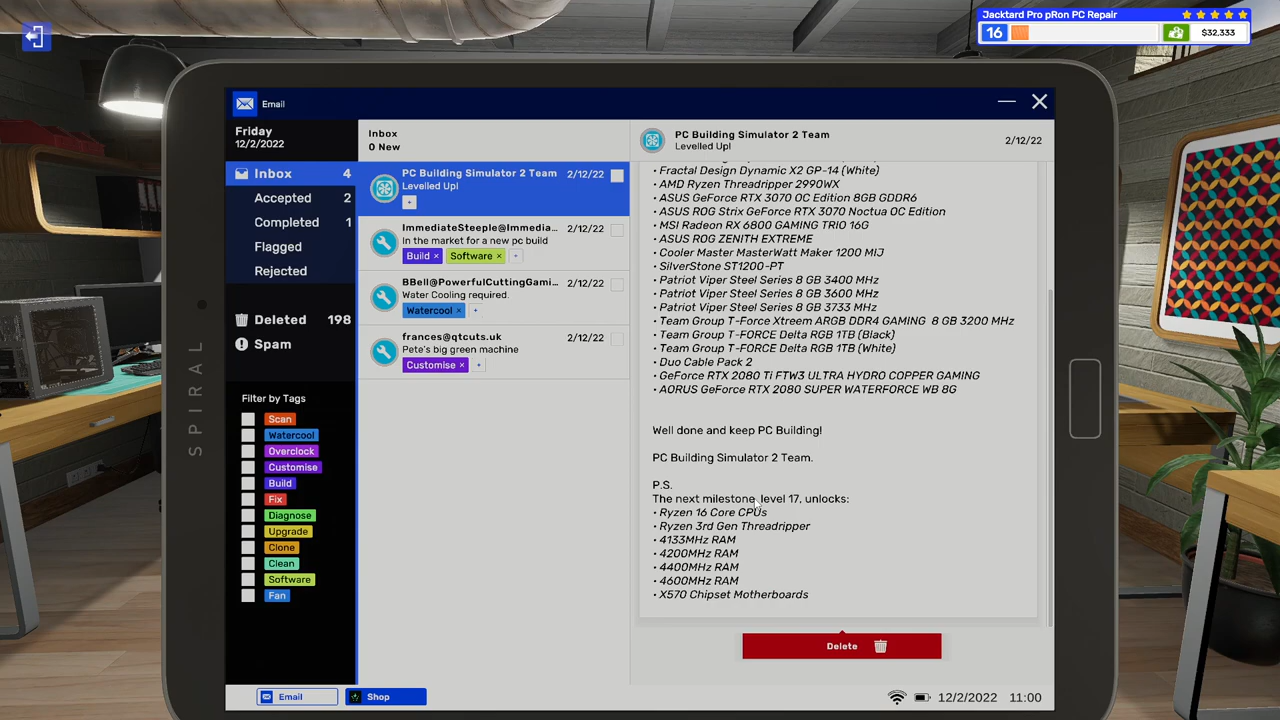 Jacktard Pro pRon PC Repair
16
$32,333
Email
Friday
12/2/2022
Inbox 4
Accepted 2
Completed 1
Flagged
Rejected
Deleted 198
Spam
Filter by Tags
Scan
Watercool
Overclock
Customise
Build
Fix
Diagnose
Upgrade
Clone
Clean
Software
Fan
Inbox
0 New
PC Building Simulator 2 Team 2/12/22
Levelled Up!
+
ImmediateSteeple@Immedia... 2/12/22
In the market for a new pc build
Build × Software × +
BBell@PowerfulCuttingGami... 2/12/22
Water Cooling required.
Watercool × +
frances@qtcuts.uk 2/12/22
Pete's big green machine
Customise × +
PC Building Simulator 2 Team 2/12/22
Levelled Up!
• Fractal Design Dynamic X2 GP-14 (White)
• AMD Ryzen Threadripper 2990WX
• ASUS GeForce RTX 3070 OC Edition 8GB GDDR6
• ASUS ROG Strix GeForce RTX 3070 Noctua OC Edition
• MSI Radeon RX 6800 GAMING TRIO 16G
• ASUS ROG ZENITH EXTREME
• Cooler Master MasterWatt Maker 1200 MIJ
• SilverStone ST1200-PT
• Patriot Viper Steel Series 8 GB 3400 MHz
• Patriot Viper Steel Series 8 GB 3600 MHz
• Patriot Viper Steel Series 8 GB 3733 MHz
• Team Group T-Force Xtreem ARGB DDR4 GAMING 8 GB 3200 MHz
• Team Group T-FORCE Delta RGB 1TB (Black)
• Team Group T-FORCE Delta RGB 1TB (White)
• Duo Cable Pack 2
• GeForce RTX 2080 Ti FTW3 ULTRA HYDRO COPPER GAMING
• AORUS GeForce RTX 2080 SUPER WATERFORCE WB 8G
Well done and keep PC Building!
PC Building Simulator 2 Team.
P.S.
The next milestone, level 17, unlocks:
• Ryzen 16 Core CPUs
• Ryzen 3rd Gen Threadripper
• 4133MHz RAM
• 4200MHz RAM
• 4400MHz RAM
• 4600MHz RAM
• X570 Chipset Motherboards
Delete
SPIRAL
Email
Shop
12/2/2022 11:00